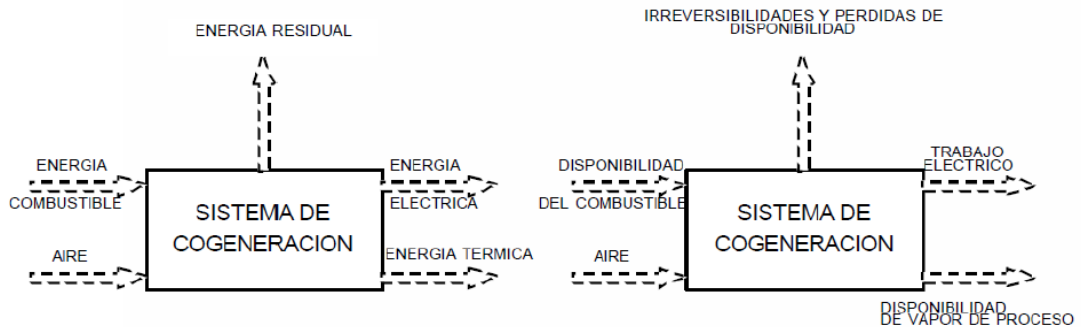 ENERGIA RESIDUAL
ENERGIA
COMBUSTIBLE
AIRE
SISTEMA DE
COGENERACION
ENERGIA
ELECTRICA
ENERGIA TERMICA
IRREVERSIBILIDADES Y PERDIDAS DE
DISPONIBILIDAD
DISPONIBILIDAD
DEL COMBUSTIBLE
AIRE
SISTEMA DE
COGENERACION
TRABAJO
ELECTRICO
DISPONIBILIDAD
DE VAPOR DE PROCESO